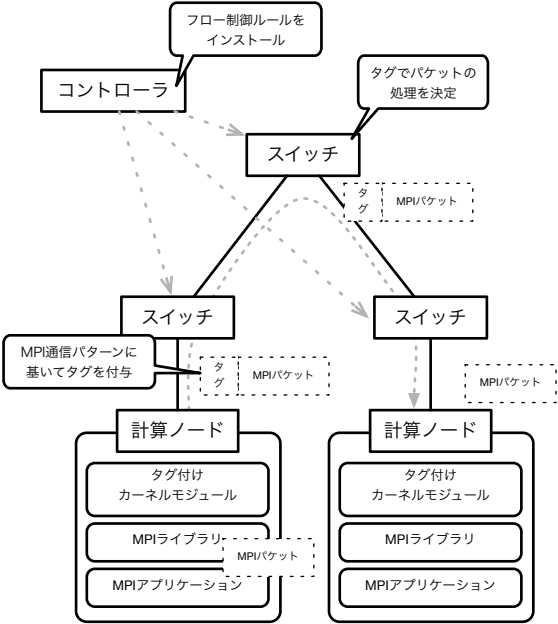 フロー制御ルールを
インストール
コントローラ
タグでパケットの
処理を決定
スイッチ
タ
グ
MPIパケット
スイッチ
スイッチ
MPI通信パターンに
基いてタグを付与
タ
グ
MPIパケット
MPIパケット
計算ノード
計算ノード
タグ付け
カーネルモジュール
タグ付け
カーネルモジュール
MPIライブラリ
MPIパケット
MPIライブラリ
MPIアプリケーション
MPIアプリケーション